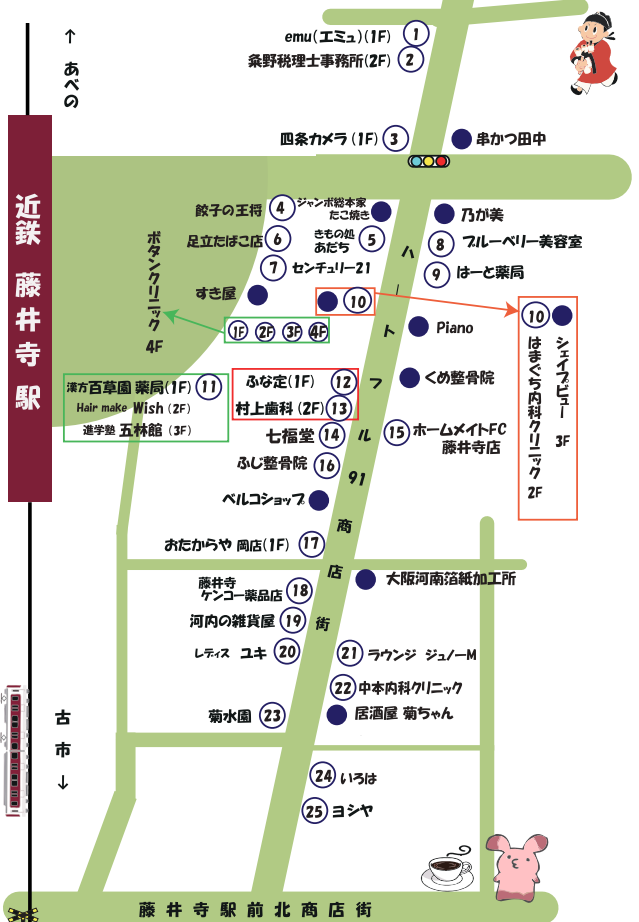 ↑ あべの
近鉄 藤井寺駅
古市 ↓
emu(エミュ)(1F) 1
粂野税理士事務所(2F) 2
四条カメラ(1F) 3
串かつ田中
餃子の王将 4
ジャンボ総本家
たこ焼き
乃が美
足立たばこ店 6
きもの処
あだち 5
8 ブルーベリー美容室
7 センチュリー21
9 はーと薬局
すき屋
10
1F 2F 3F 4F
ボタンクリニック 4F
Piano
10
シェイプビュー 3F
はまぐち内科クリニック 2F
漢方百草園 薬局(1F) 11
Hair make Wish (2F)
進学塾 五林館 (3F)
ふな定(1F) 12
村上歯科 (2F) 13
くめ整骨院
七福堂 14
15 ホームメイトFC
藤井寺店
ふじ整骨院 16
ベルコショップ
おたからや 岡店(1F) 17
ハートフル91商店街
藤井寺
ケンコー薬品店 18
大阪河南箔紙加工所
河内の雑貨屋 19
レディス ユキ 20
21 ラウンジ ジュノーM
22 中本内科クリニック
菊水園 23
居酒屋 菊ちゃん
24 いろは
25 ヨシヤ
藤井寺駅前北商店街